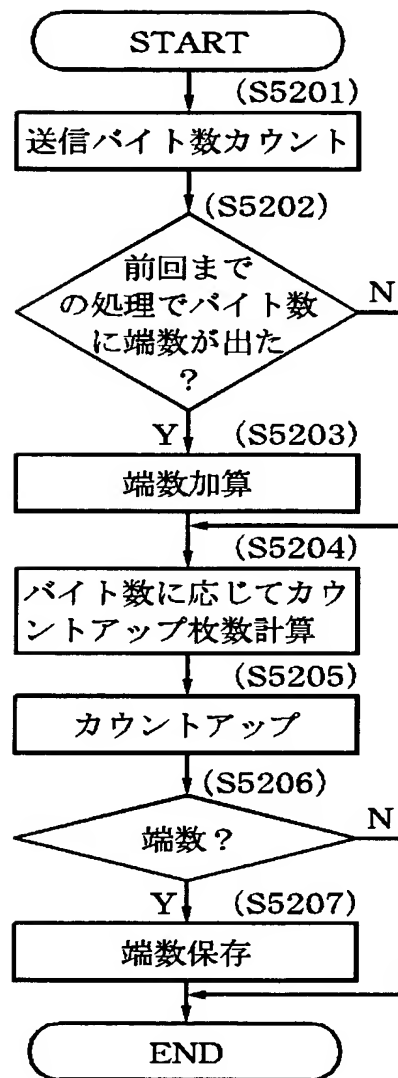 START
(S5201)
送信バイト数カウント
(S5202)
前回まで
の処理でバイト数
に端数が出た
?
N
Y
(S5203)
端数加算
(S5204)
バイト数に応じてカウ
ントアップ枚数計算
(S5205)
カウントアップ
(S5206)
端数?
N
Y
(S5207)
端数保存
END